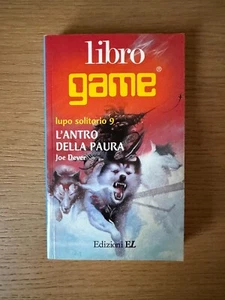 libro
game®
lupo solitario 9
L'ANTRO
DELLA PAURA
Joe Dever
Edizioni EL